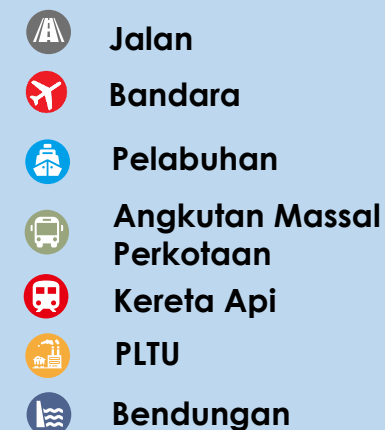 Jalan
Bandara
Pelabuhan
Angkutan Massal
Perkotaan
Kereta Api
PLTU
Bendungan